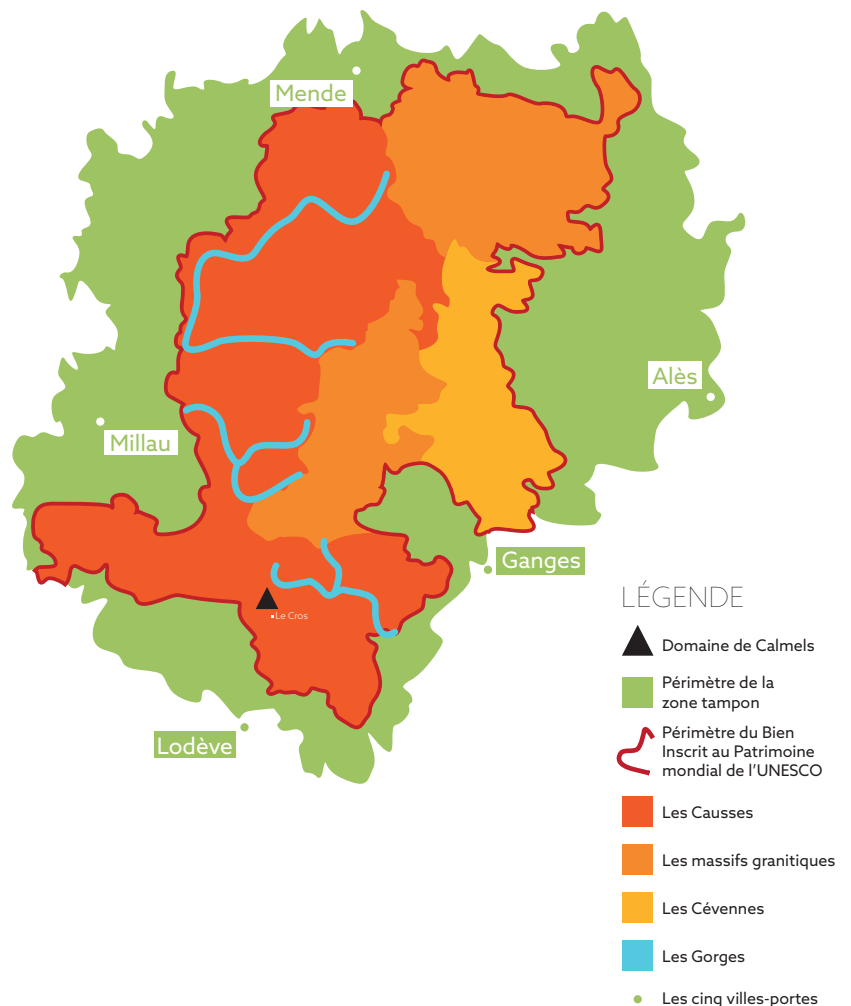 Mende
Alès
Millau
Ganges
Le Cros
Lodève
LÉGENDE
Domaine de Calmels
Périmètre de la
zone tampon
Périmètre du Bien
Inscrit au Patrimoine
mondial de l'UNESCO
Les Causses
Les massifs granitiques
Les Cévennes
Les Gorges
Les cinq villes-portes